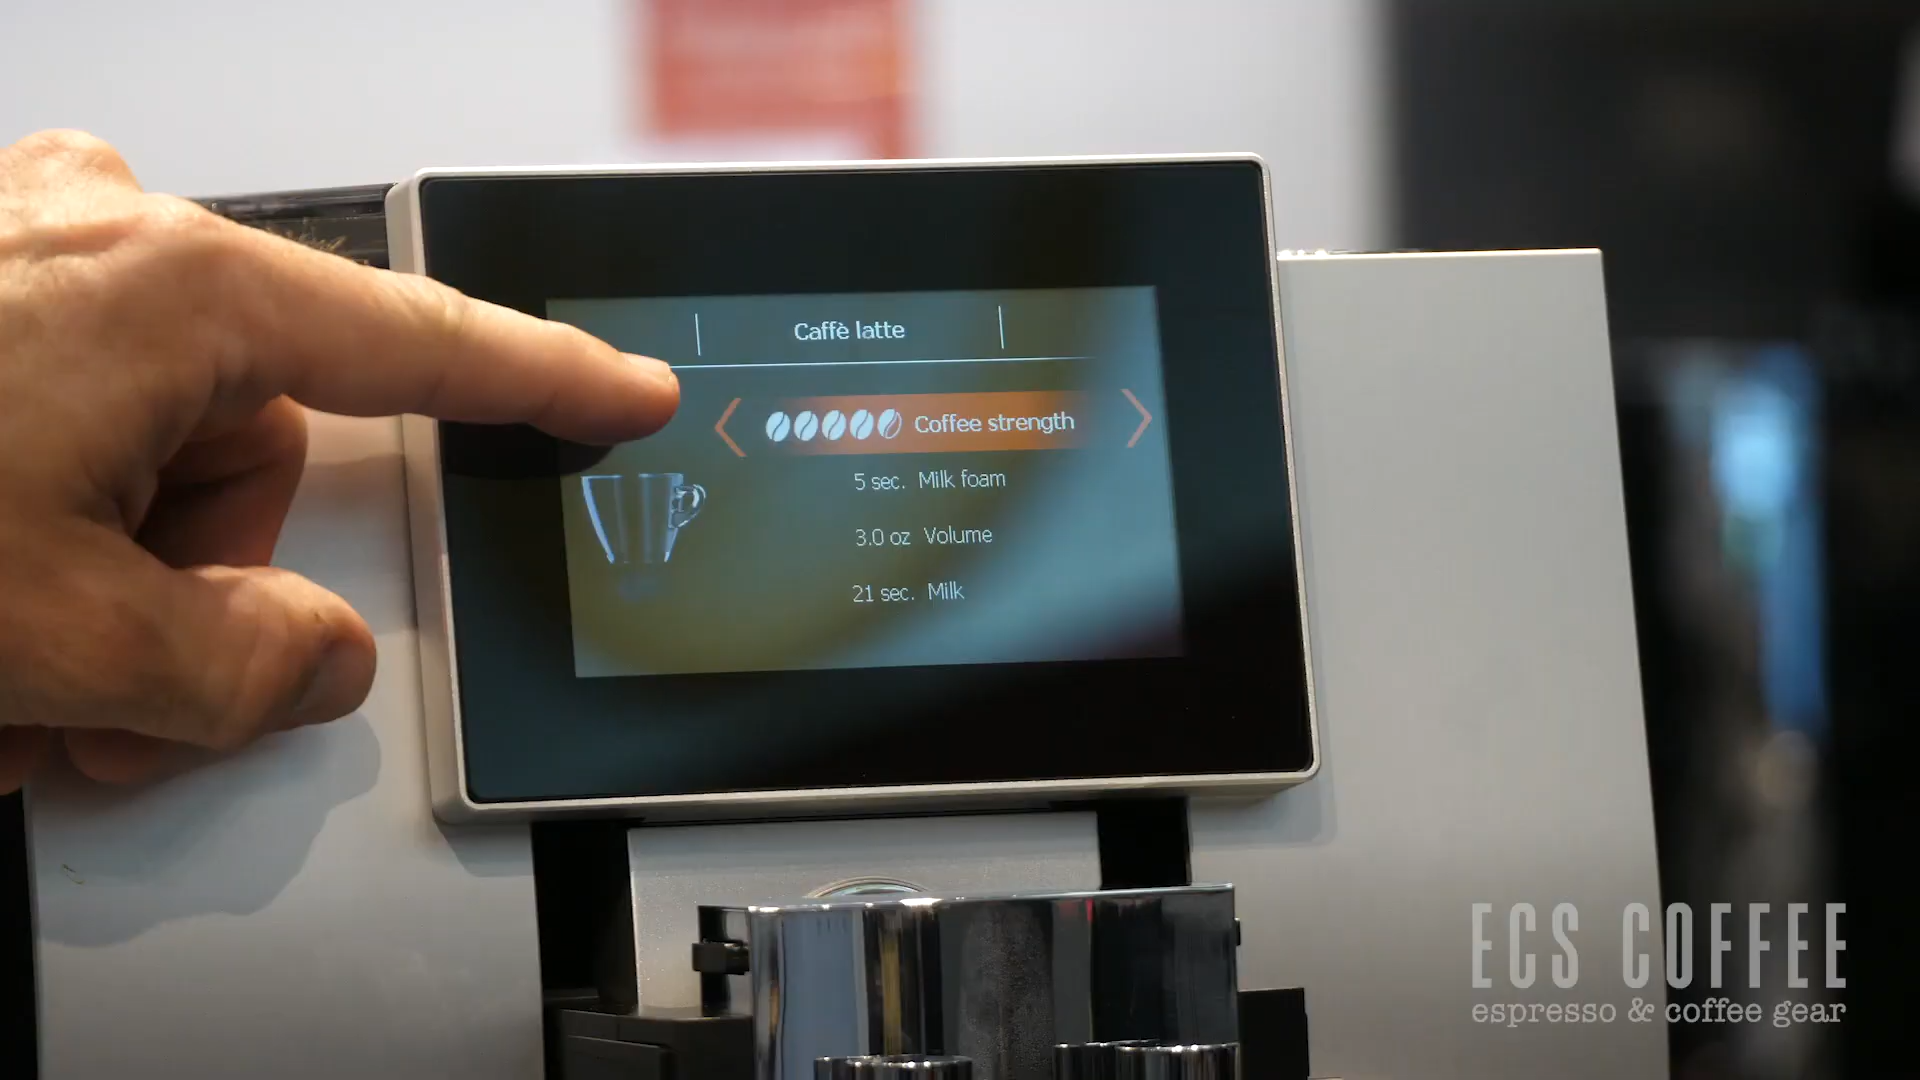 Caffè latte
Coffee strength
5 sec. Milk foam
3.0 oz Volume
21 sec. Milk
ECS COFFEE
espresso & coffee gear